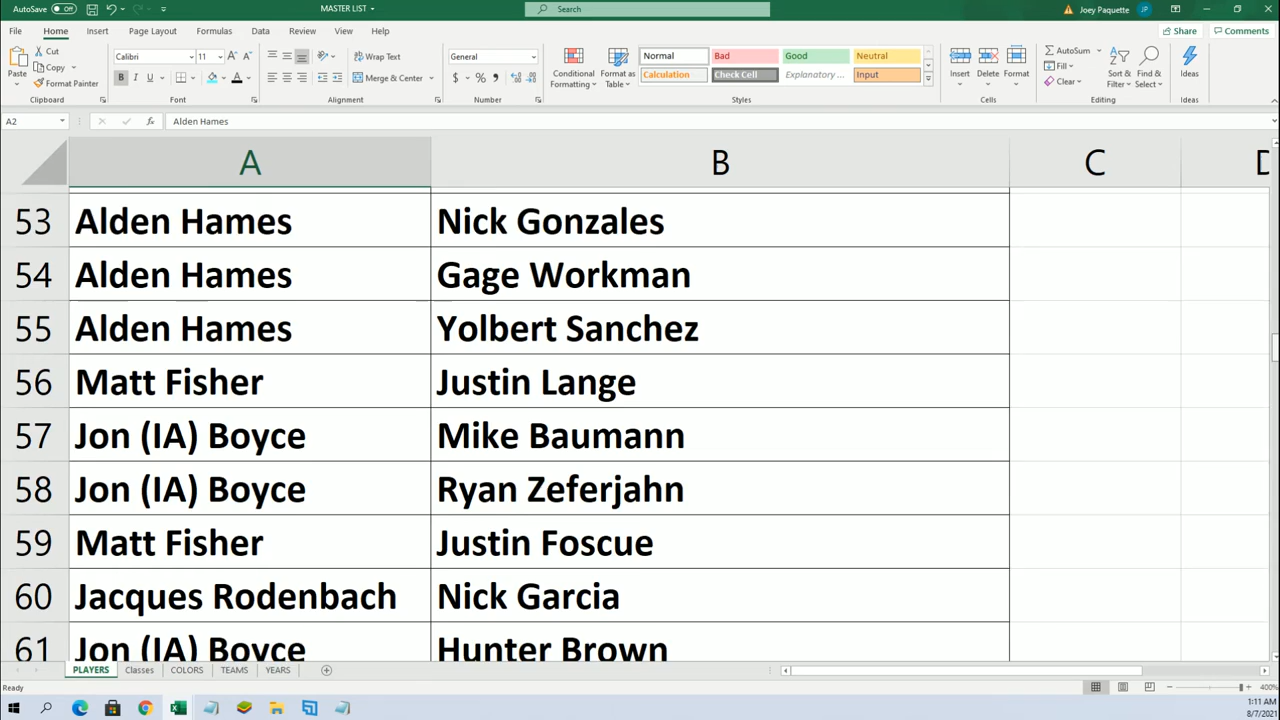 AutoSave Off MASTER LIST Search Joey Paquette JP
File Home Insert Page Layout Formulas Data Review View Help Share Comments
Paste Cut Copy Format Painter Clipboard
Calibri 11 A A B I U A Font
Wrap Text Merge & Center Alignment
General $ % Number
Conditional Formatting Format as Table
Normal Bad Good Neutral
Calculation Check Cell Explanatory ... Input
Styles
Insert Delete Format Cells
AutoSum Fill Clear Sort & Filter Find & Select Editing
Ideas Ideas
A2 fx Alden Hames
A B C D
53 Alden Hames Nick Gonzales
54 Alden Hames Gage Workman
55 Alden Hames Yolbert Sanchez
56 Matt Fisher Justin Lange
57 Jon (IA) Boyce Mike Baumann
58 Jon (IA) Boyce Ryan Zeferjahn
59 Matt Fisher Justin Foscue
60 Jacques Rodenbach Nick Garcia
61 Jon (IA) Boyce Hunter Brown
PLAYERS Classes COLORS TEAMS YEARS
Ready 400%
1:11 AM
8/7/2021